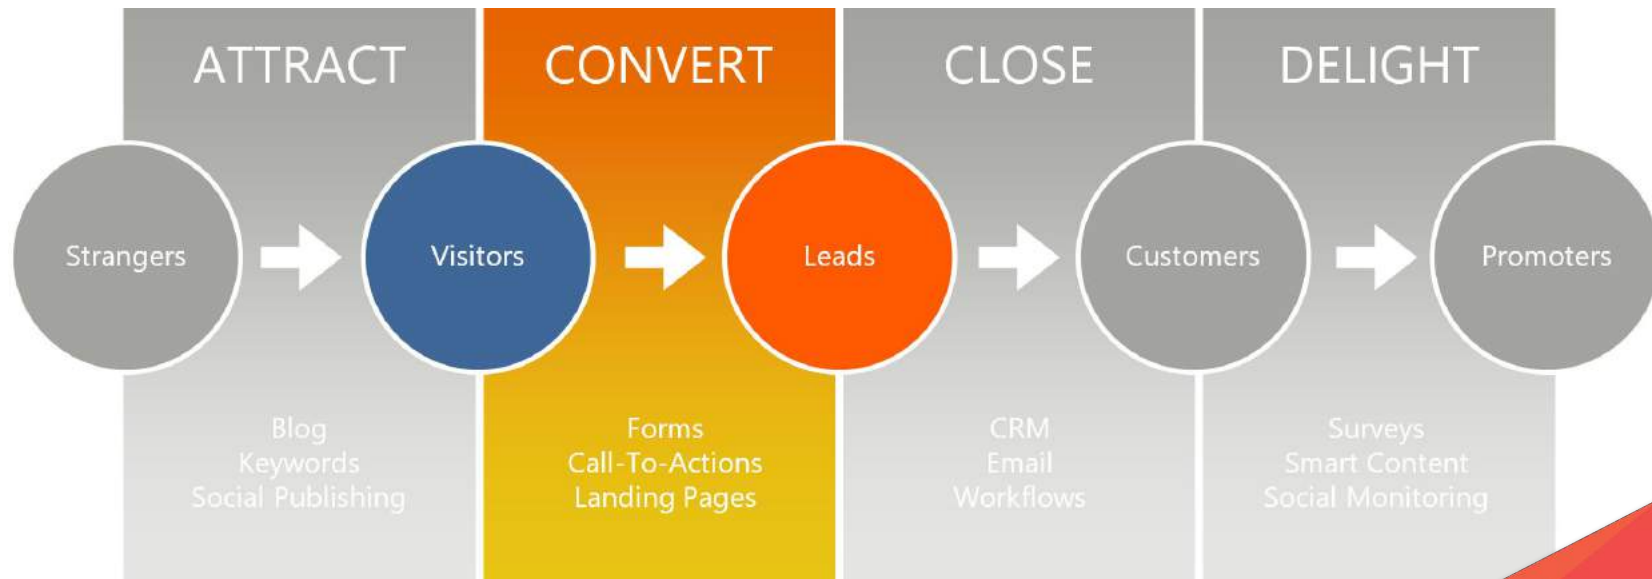 ATTRACT
CONVERT
CLOSE
DELIGHT
Strangers
Visitors
Leads
Customers
Promoters
Blog
Keywords
Social Publishing
Forms
Call-To-Actions
Landing Pages
CRM
Email
Workflows
Surveys
Smart Content
Social Monitoring